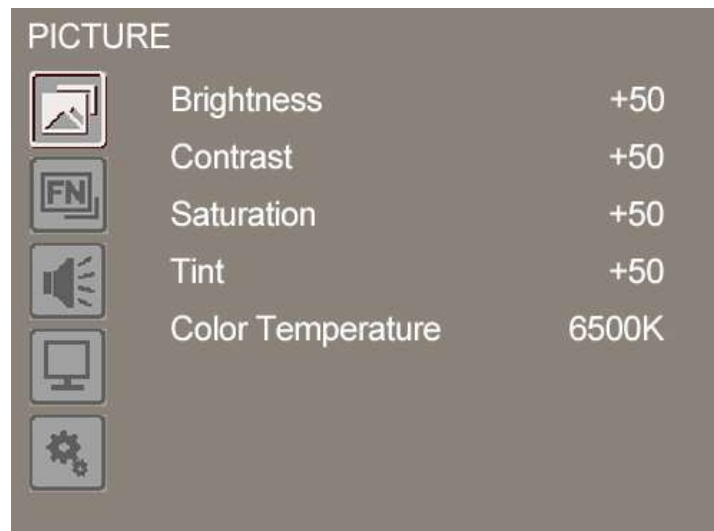 PICTURE
Brightness +50
Contrast +50
FN
Saturation +50
Tint +50
Color Temperature 6500K